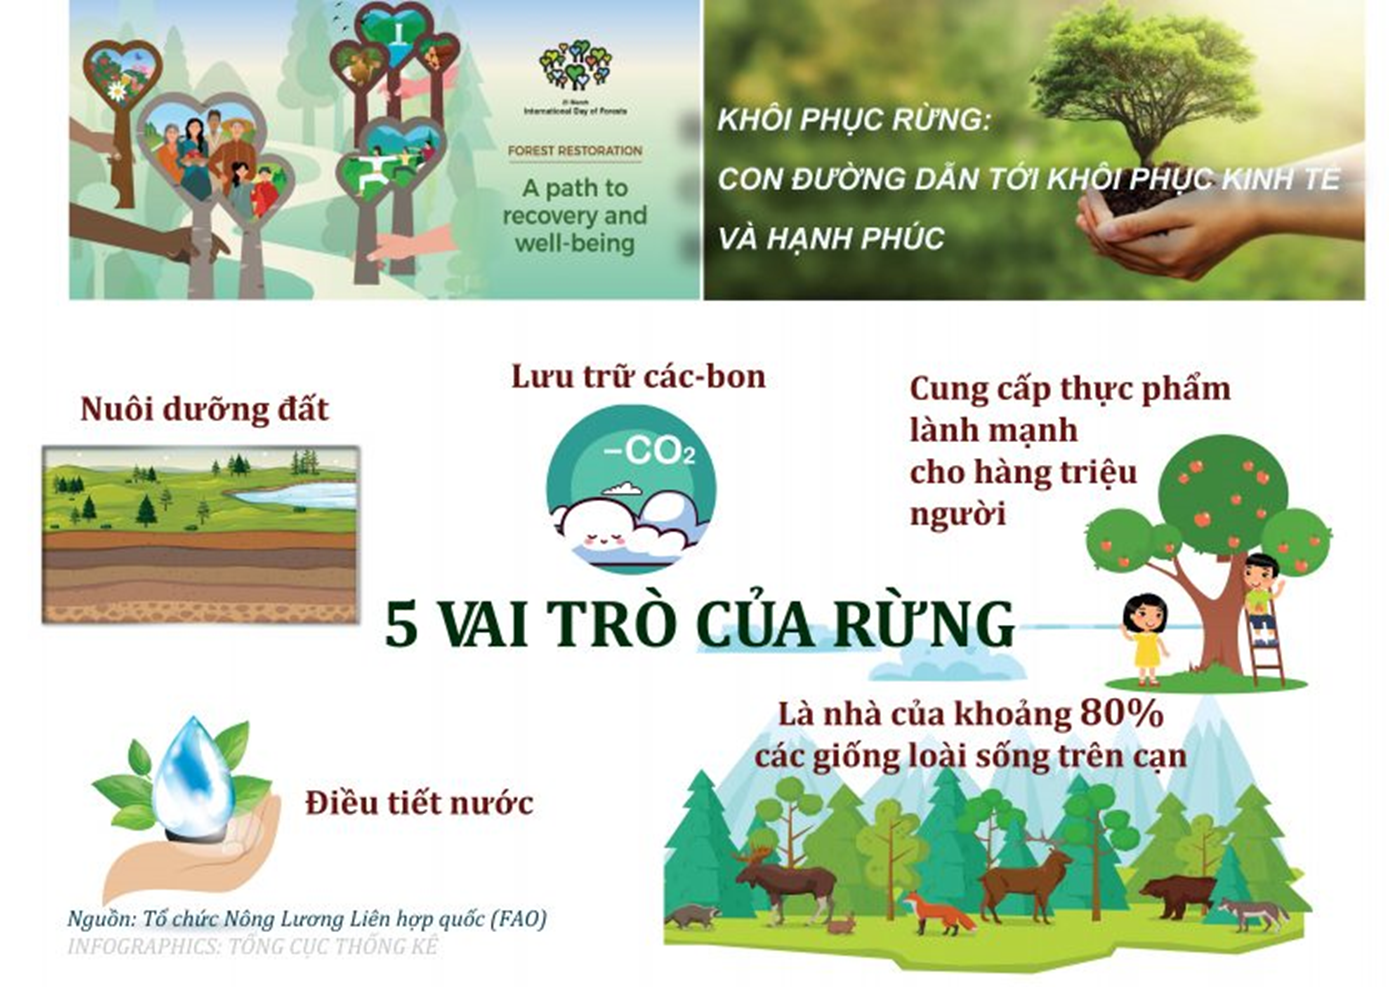 21 March
International Day of Forests
FOREST RESTORATION
A path to
recovery and
well-being
KHÔI PHỤC RỪNG:
CON ĐƯỜNG DẪN TỚI KHÔI PHỤC KINH TẾ
VÀ HẠNH PHÚC
Nuôi dưỡng đất
Lưu trữ các-bon
–CO₂
Cung cấp thực phẩm
lành mạnh
cho hàng triệu
người
5 VAI TRÒ CỦA RỪNG
Là nhà của khoảng 80%
các giống loài sống trên cạn
Điều tiết nước
Nguồn: Tổ chức Nông Lương Liên hợp quốc (FAO)
INFOGRAPHICS: TỔNG CỤC THỐNG KÊ